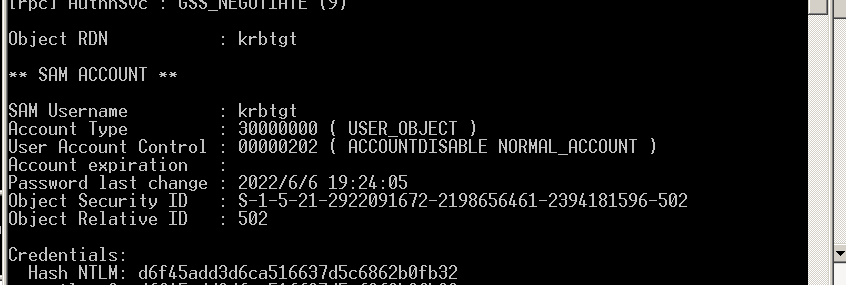 [rpc] AuthnSvc : GSS_NEGOTIATE (9)
Object RDN : krbtgt
** SAM ACCOUNT **
SAM Username : krbtgt
Account Type : 30000000 ( USER_OBJECT )
User Account Control : 00000202 ( ACCOUNTDISABLE NORMAL_ACCOUNT )
Account expiration :
Password last change : 2022/6/6 19:24:05
Object Security ID : S-1-5-21-2922091672-2198656461-2394181596-502
Object Relative ID : 502
Credentials:
Hash NTLM: d6f45add3d6ca516637d5c6862b0fb32